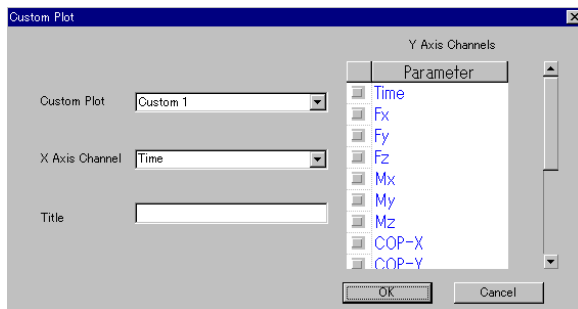 Custom Plot
Y Axis Channels
Parameter
Custom Plot
Custom 1
X Axis Channel
Time
Title
Time
Fx
Fy
Fz
Mx
My
Mz
COP-X
COP-Y
OK
Cancel